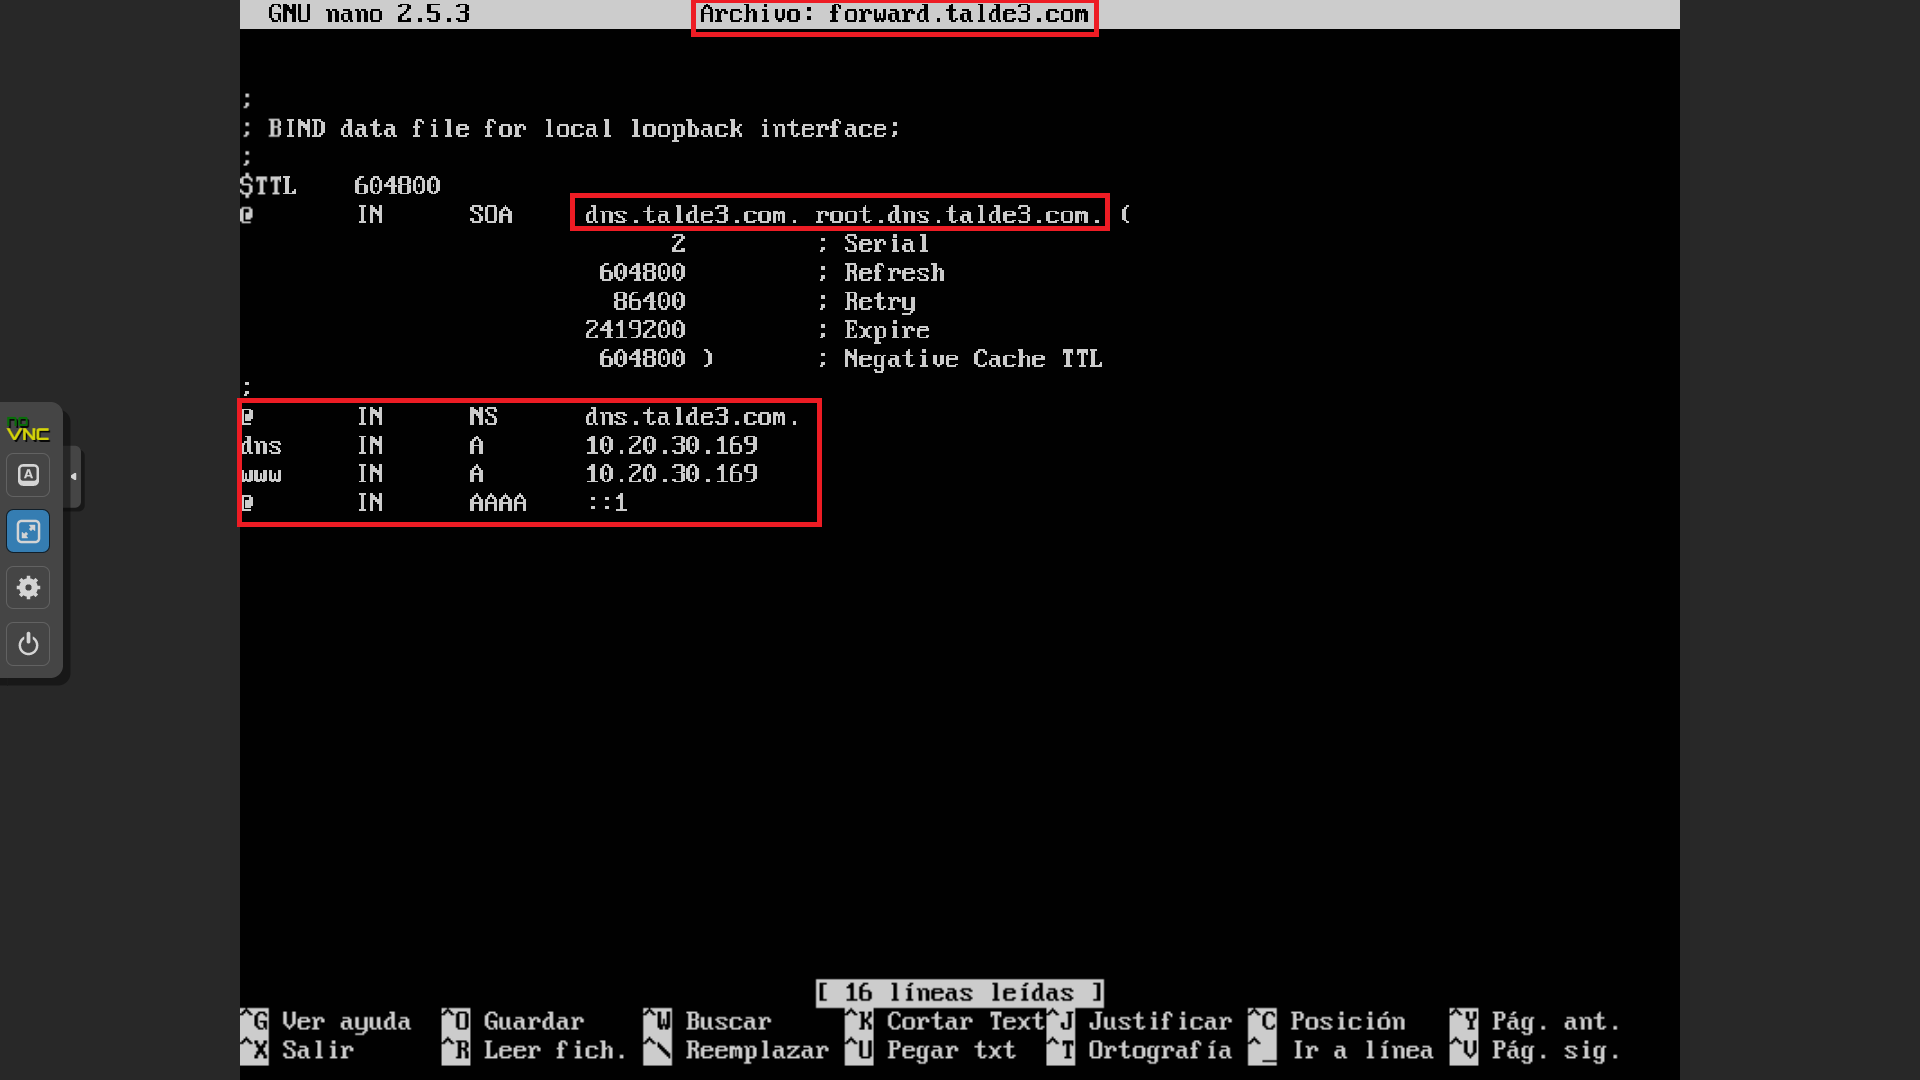 GNU nano 2.5.3 Archivo: forward.talde3.com
;
; BIND data file for local loopback interface;
;
$TTL 604800
@ IN SOA dns.talde3.com. root.dns.talde3.com. (
2 ; Serial
604800 ; Refresh
86400 ; Retry
2419200 ; Expire
604800 ) ; Negative Cache TTL
;
@ IN NS dns.talde3.com.
dns IN A 10.20.30.169
www IN A 10.20.30.169
@ IN AAAA ::1
no
VNC
A
[ 16 líneas leídas ]
^G Ver ayuda ^O Guardar ^W Buscar ^K Cortar Text ^J Justificar ^C Posición ^Y Pág. ant.
^X Salir ^R Leer fich. ^\ Reemplazar ^U Pegar txt ^T Ortografía ^_ Ir a línea ^V Pág. sig.